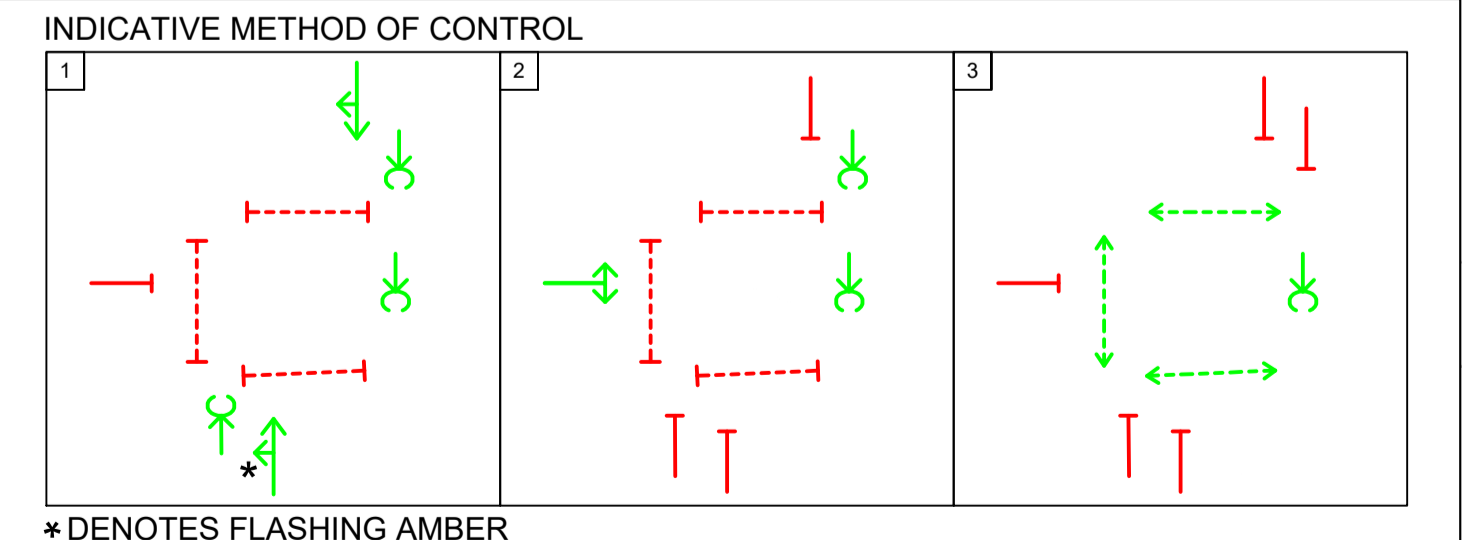 INDICATIVE METHOD OF CONTROL
1
2
3
*
* DENOTES FLASHING AMBER